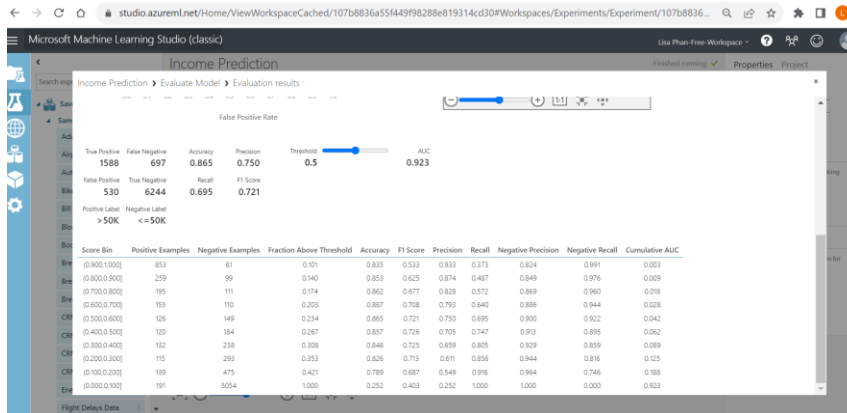 studio.azureml.net/Home/ViewWorkspaceCached/107b8836a55f449f98288e819314cd30#Workspaces/Experiments/Experiment/107b8836...
Microsoft Machine Learning Studio (classic)
Lisa Phan-Free-Workspace
Income Prediction
Finished running
Properties Project
Search expe
Income Prediction > Evaluate Model > Evaluation results
1:1
False Positive Rate
True Positive False Negative Accuracy Precision Threshold AUC
1588 697 0.865 0.750 0.5 0.923
False Positive True Negative Recall F1 Score
530 6244 0.695 0.721
Positive Label Negative Label
>50K <=50K
Score Bin Positive Examples Negative Examples Fraction Above Threshold Accuracy F1 Score Precision Recall Negative Precision Negative Recall Cumulative AUC
(0.900,1.000] 853 61 0.101 0.835 0.533 0.933 0.373 0.824 0.991 0.003
(0.800,0.900] 259 99 0.140 0.853 0.625 0.874 0.487 0.849 0.976 0.009
(0.700,0.800] 195 111 0.174 0.862 0.677 0.828 0.572 0.869 0.960 0.018
(0.600,0.700] 155 110 0.203 0.867 0.708 0.793 0.640 0.886 0.944 0.028
(0.500,0.600] 126 149 0.234 0.865 0.721 0.750 0.695 0.900 0.922 0.042
(0.400,0.500] 120 184 0.267 0.857 0.726 0.705 0.747 0.913 0.895 0.062
(0.300,0.400] 132 238 0.308 0.846 0.725 0.659 0.805 0.929 0.859 0.089
(0.200,0.300] 115 293 0.353 0.826 0.713 0.611 0.856 0.944 0.816 0.125
(0.100,0.200] 139 475 0.421 0.789 0.687 0.549 0.916 0.964 0.746 0.188
(0.000,0.100] 191 5054 1.000 0.252 0.403 0.252 1.000 1.000 0.000 0.923
Flight Delays Data